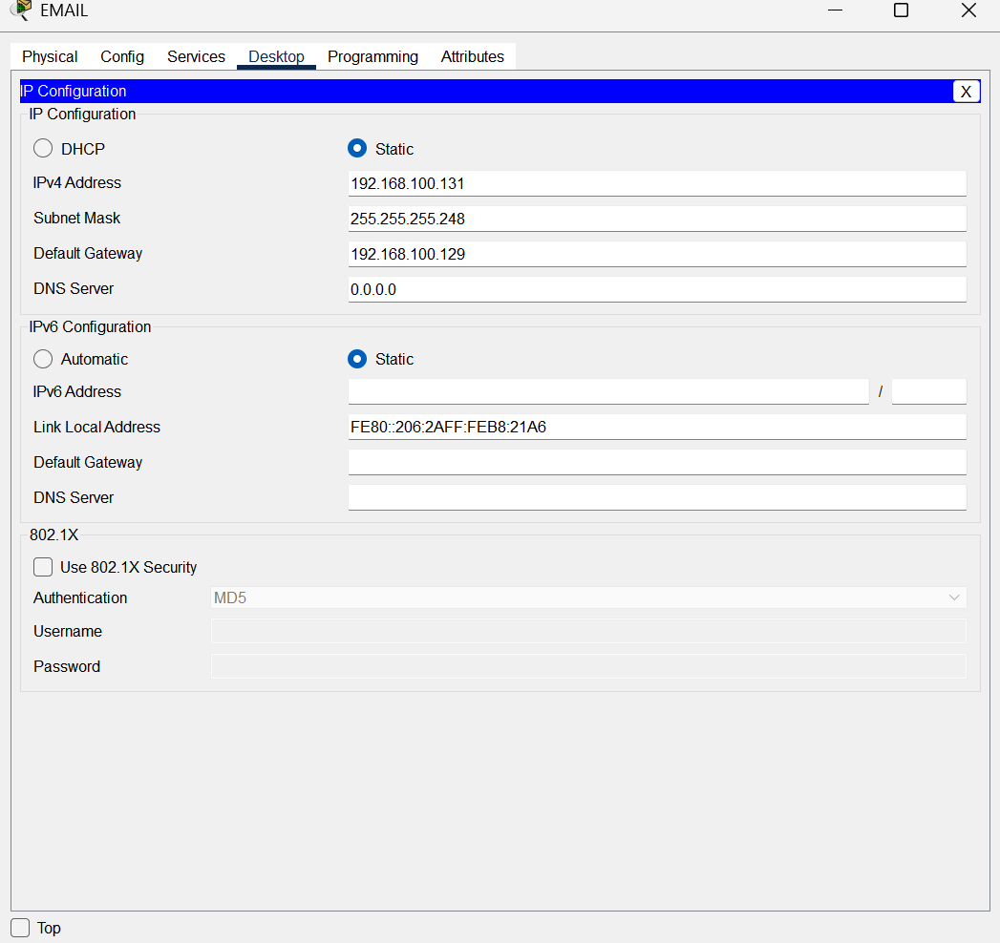 EMAIL
Physical Config Services Desktop Programming Attributes
IP Configuration X
IP Configuration
DHCP Static
IPv4 Address 192.168.100.131
Subnet Mask 255.255.255.248
Default Gateway 192.168.100.129
DNS Server 0.0.0.0
IPv6 Configuration
Automatic Static
IPv6 Address /
Link Local Address FE80::206:2AFF:FEB8:21A6
Default Gateway
DNS Server
802.1X
Use 802.1X Security
Authentication MD5
Username
Password
Top